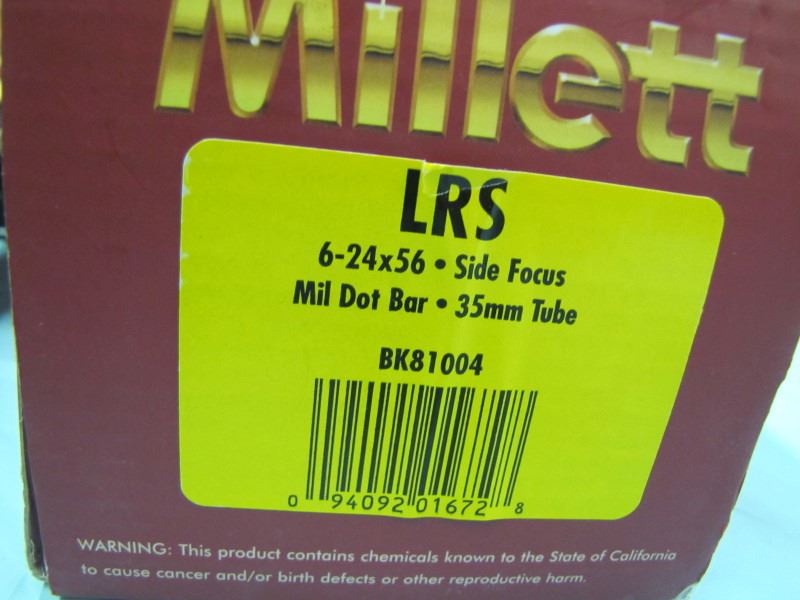 Millett
LRS
6-24x56 • Side Focus
Mil Dot Bar • 35mm Tube
BK81004
0 94092 01672 8
WARNING: This product contains chemicals known to the State of California
to cause cancer and/or birth defects or other reproductive harm.